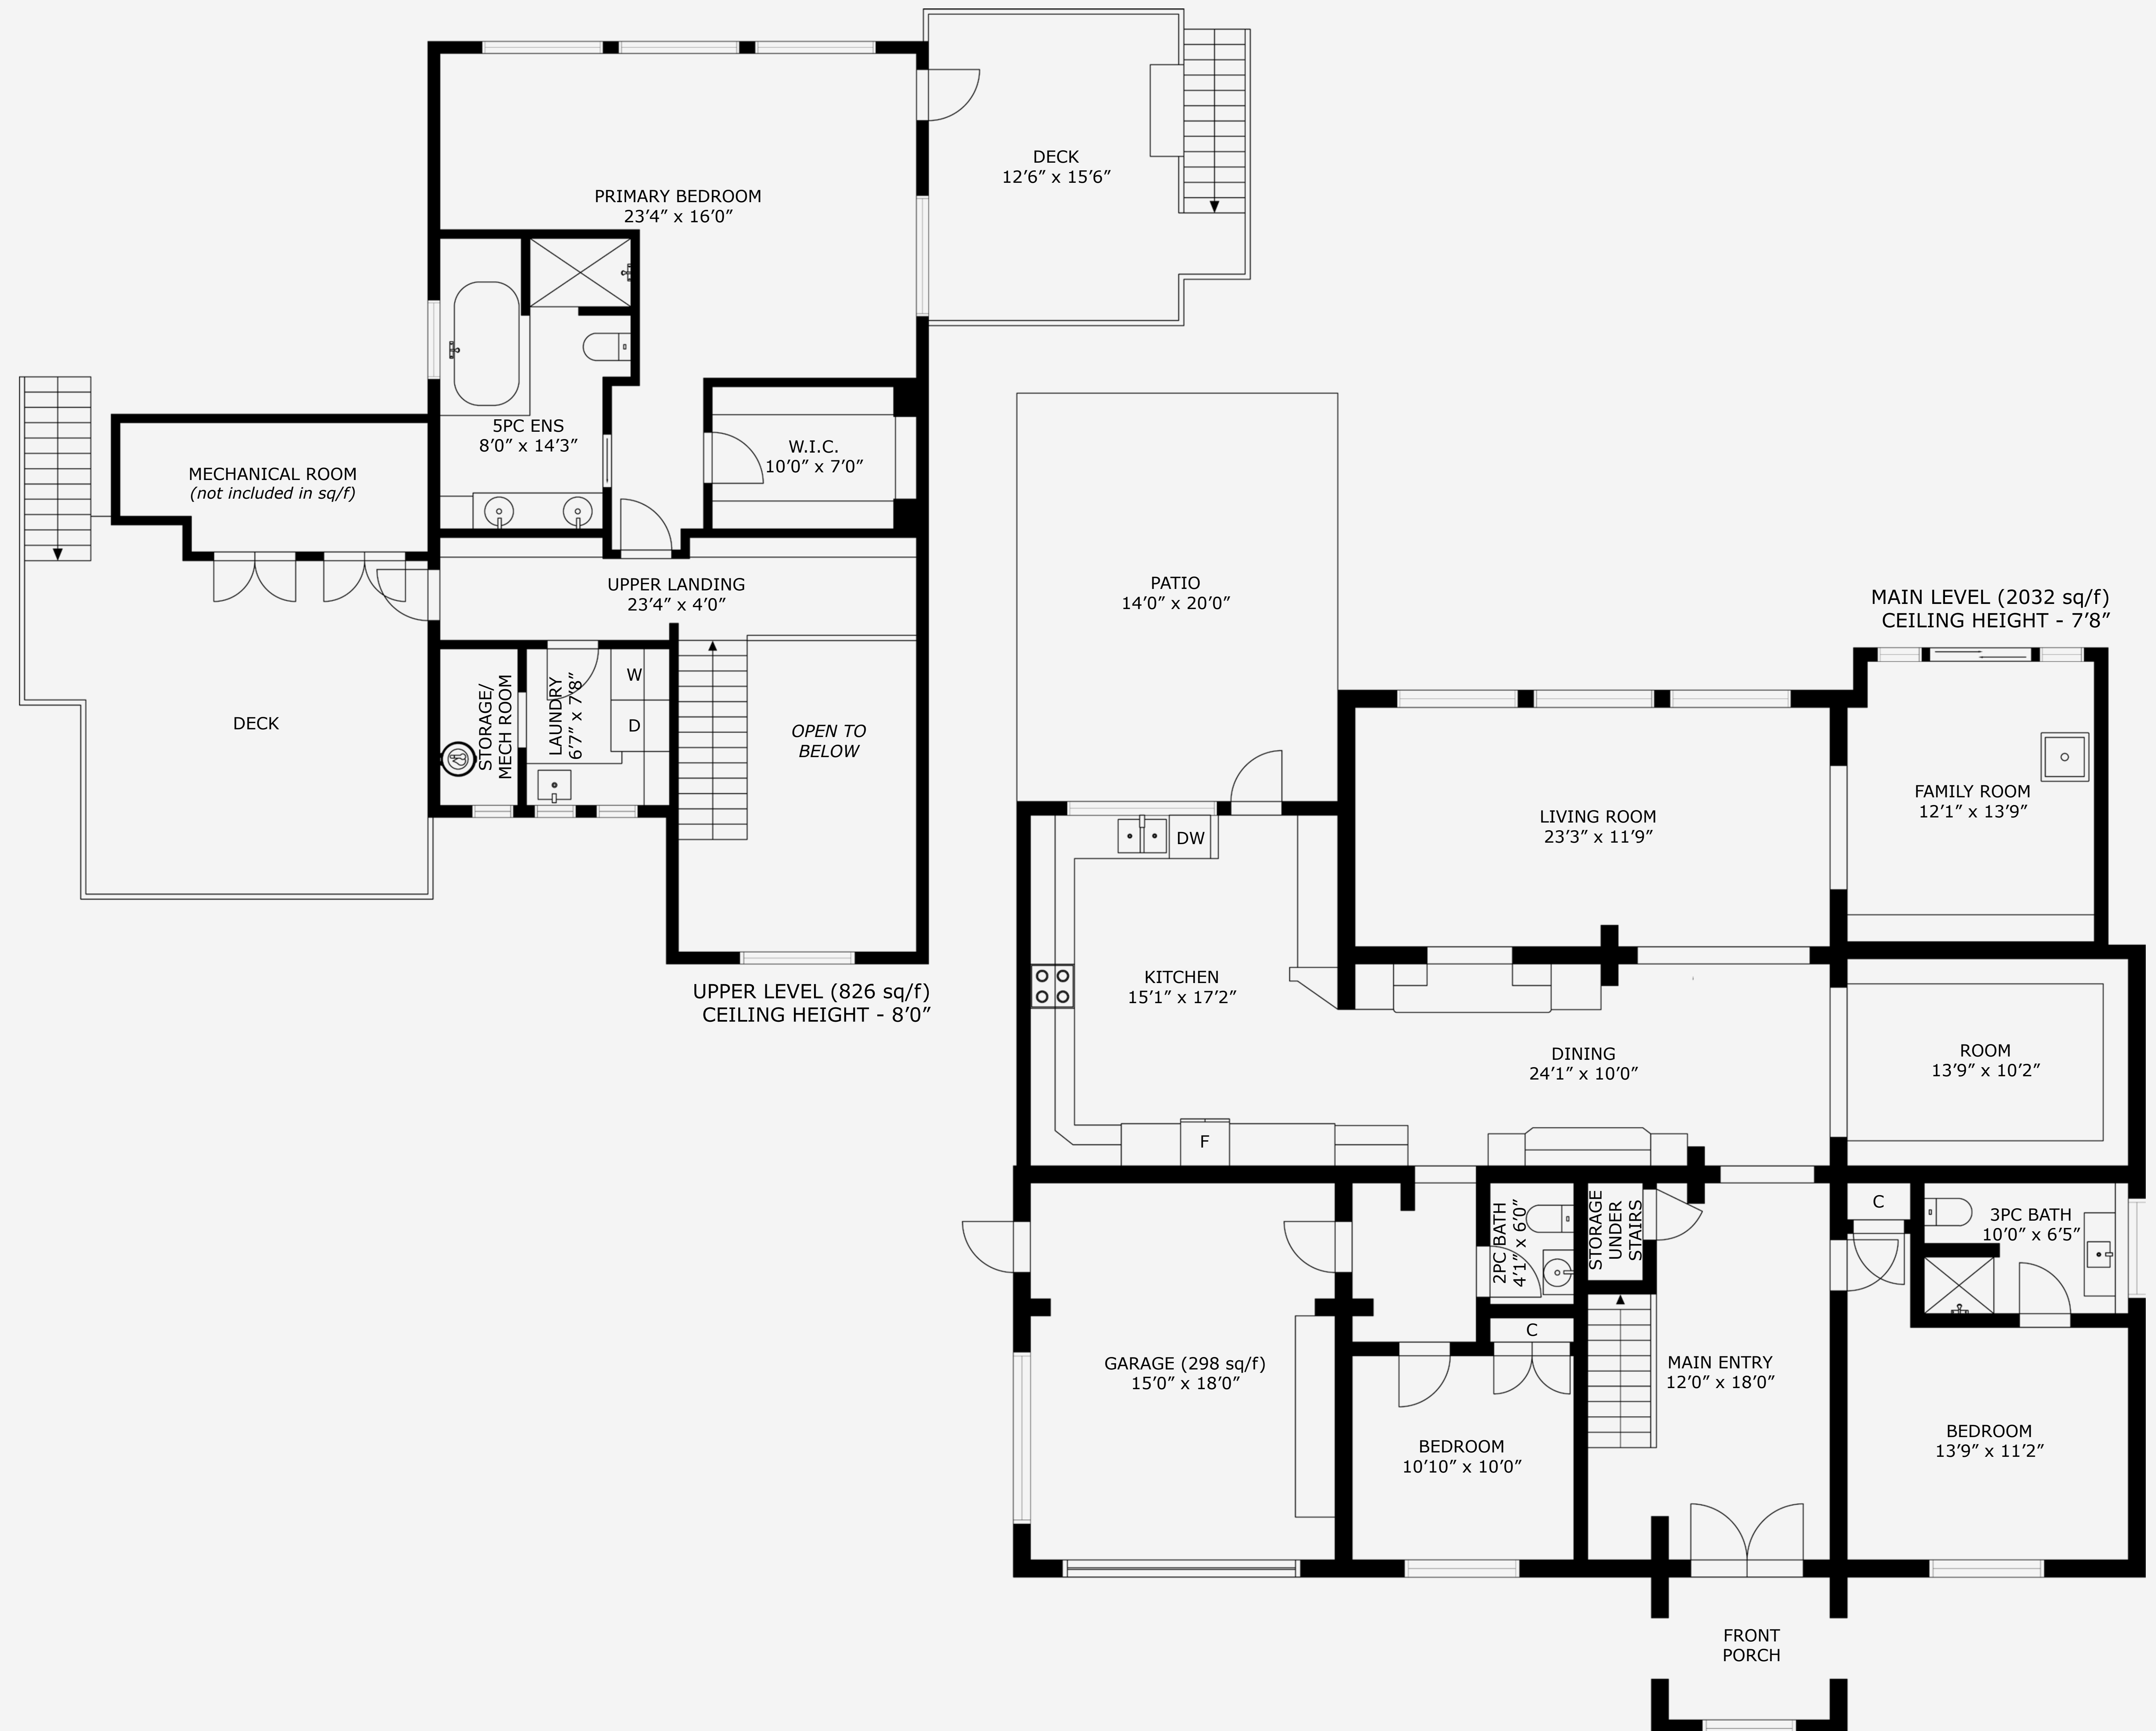 DECK
12′6″ x 15′6″
PRIMARY BEDROOM
23′4″ x 16′0″
5PC ENS
8′0″ x 14′3″
W.I.C.
10′0″ x 7′0″
MECHANICAL ROOM
(not included in sq/f)
UPPER LANDING
23′4″ x 4′0″
DECK
STORAGE/
MECH ROOM
LAUNDRY
6′7″ x 7′8″
W
D
OPEN TO
BELOW
UPPER LEVEL (826 sq/f)
CEILING HEIGHT - 8′0″
PATIO
14′0″ x 20′0″
MAIN LEVEL (2032 sq/f)
CEILING HEIGHT - 7′8″
FAMILY ROOM
12′1″ x 13′9″
LIVING ROOM
23′3″ x 11′9″
DW
KITCHEN
15′1″ x 17′2″
DINING
24′1″ x 10′0″
ROOM
13′9″ x 10′2″
F
2PC BATH
4′1″ x 6′0″
STORAGE
UNDER
STAIRS
C
3PC BATH
10′0″ x 6′5″
C
GARAGE (298 sq/f)
15′0″ x 18′0″
MAIN ENTRY
12′0″ x 18′0″
BEDROOM
10′10″ x 10′0″
BEDROOM
13′9″ x 11′2″
FRONT
PORCH